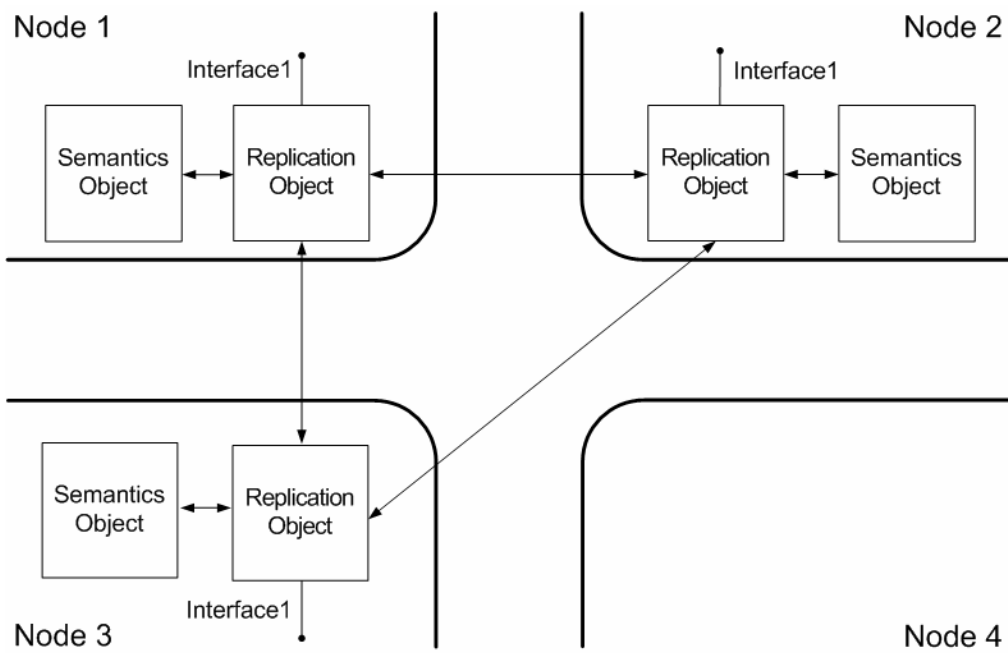 Node 1
Node 2
Interface1
Interface1
Semantics
Object
Replication
Object
Replication
Object
Semantics
Object
Semantics
Object
Replication
Object
Interface1
Node 3
Node 4